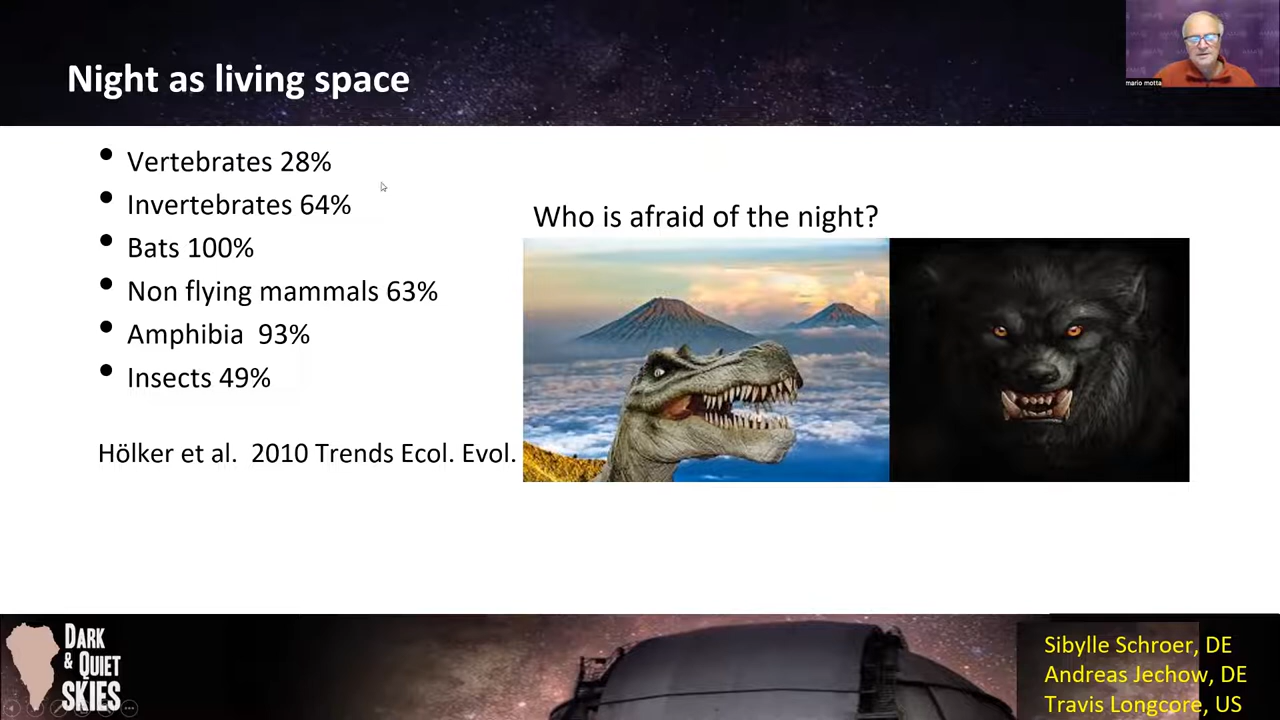 Night as living space
mario motta
• Vertebrates 28%
• Invertebrates 64%
• Bats 100%
• Non flying mammals 63%
• Amphibia  93%
• Insects 49%
Hölker et al.  2010 Trends Ecol. Evol.
Who is afraid of the night?
DARK
& QUIET
SKIES
Sibylle Schroer, DE
Andreas Jechow, DE
Travis Longcore, US